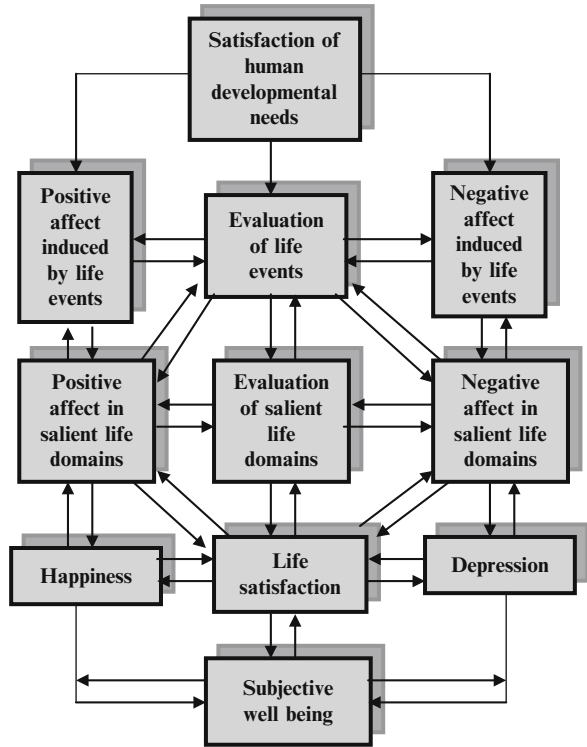 Satisfaction of
human
developmental
needs
Positive
affect
induced
by life
events
Evaluation
of life
events
Negative
affect
induced
by life
events
Positive
affect in
salient life
domains
Evaluation
of salient
life
domains
Negative
affect in
salient life
domains
Happiness
Life
satisfaction
Depression
Subjective
well being